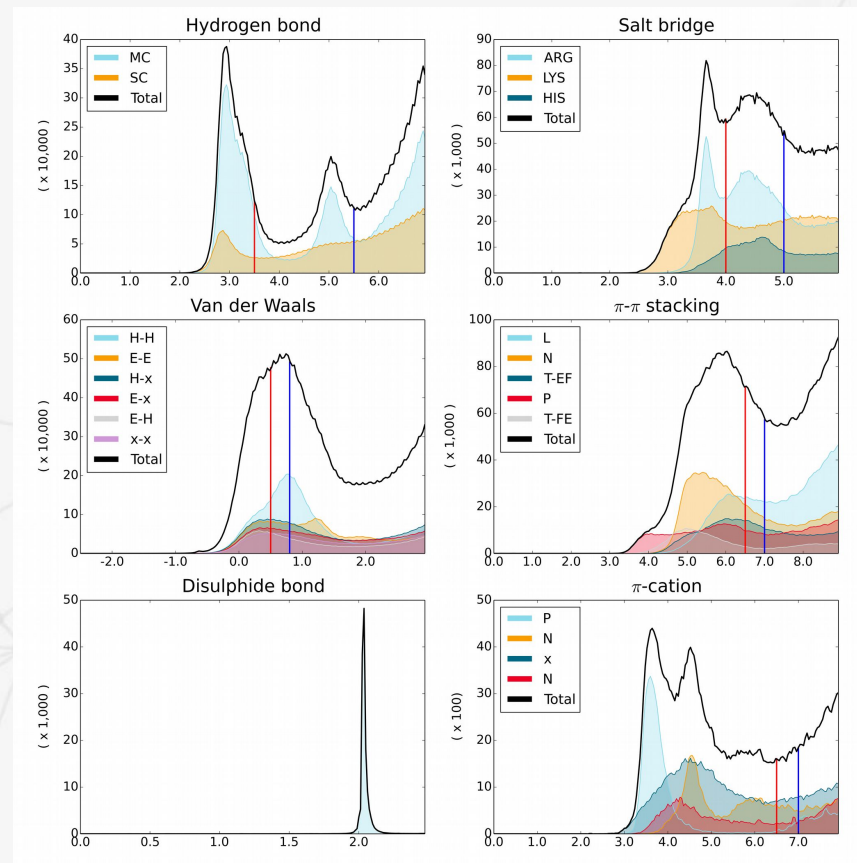 Hydrogen bond
40
35
30
25
20
15
10
5
0
( x 10,000 )
MC
SC
Total
0.0 1.0 2.0 3.0 4.0 5.0 6.0
Salt bridge
90
80
70
60
50
40
30
20
10
0
( x 1,000 )
ARG
LYS
HIS
Total
0.0 1.0 2.0 3.0 4.0 5.0
Van der Waals
60
50
40
30
20
10
0
( x 10,000 )
H-H
E-E
H-x
E-x
E-H
x-x
Total
-2.0 -1.0 0.0 1.0 2.0
π-π stacking
100
80
60
40
20
0
( x 1,000 )
L
N
T-EF
P
T-FE
Total
0.0 1.0 2.0 3.0 4.0 5.0 6.0 7.0 8.0
Disulphide bond
50
40
30
20
10
0
( x 1,000 )
0.0 0.5 1.0 1.5 2.0
π-cation
50
40
30
20
10
0
( x 100)
P
N
x
N
Total
0.0 1.0 2.0 3.0 4.0 5.0 6.0 7.0